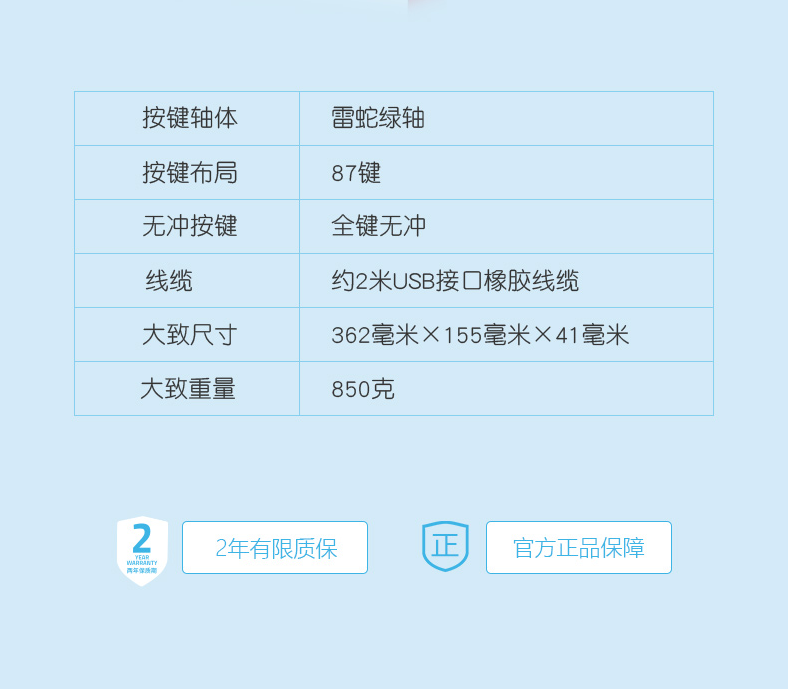 按键轴体 雷蛇绿轴
按键布局 87键
无冲按键 全键无冲
线缆 约2米USB接口橡胶线缆
大致尺寸 362毫米×155毫米×41毫米
大致重量 850克
2
YEAR
WARRANTY
两年保质期
2年有限质保
正
官方正品保障